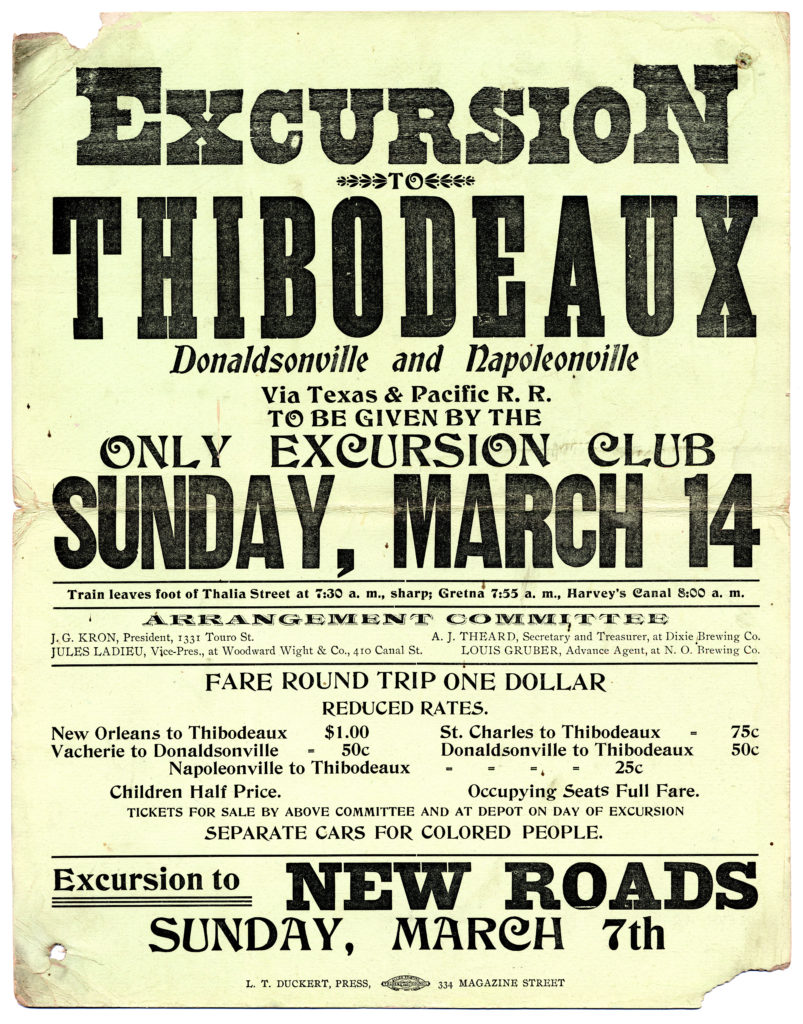 EXCURSION
TO
THIBODEAUX
Donaldsonville and Napoleonville
Via Texas & Pacific R. R.
TO BE GIVEN BY THE
ONLY EXCURSION CLUB
SUNDAY, MARCH 14
Train leaves foot of Thalia Street at 7:30 a. m., sharp; Gretna 7:55 a. m., Harvey's Canal 8:00 a. m.
ARRANGEMENT COMMITTEE
J. G. KRON, President, 1331 Touro St. A. J. THEARD, Secretary and Treasurer, at Dixie Brewing Co.
JULES LADIEU, Vice-Pres., at Woodward Wight & Co., 410 Canal St. LOUIS GRUBER, Advance Agent, at N. O. Brewing Co.
FARE ROUND TRIP ONE DOLLAR
REDUCED RATES.
New Orleans to Thibodeaux $1.00 St. Charles to Thibodeaux - 75c
Vacherie to Donaldsonville - 50c Donaldsonville to Thibodeaux 50c
Napoleonville to Thibodeaux - - - - 25c
Children Half Price. Occupying Seats Full Fare.
TICKETS FOR SALE BY ABOVE COMMITTEE AND AT DEPOT ON DAY OF EXCURSION
SEPARATE CARS FOR COLORED PEOPLE.
Excursion to NEW ROADS
SUNDAY, MARCH 7th
L. T. DUCKERT, PRESS, 334 MAGAZINE STREET